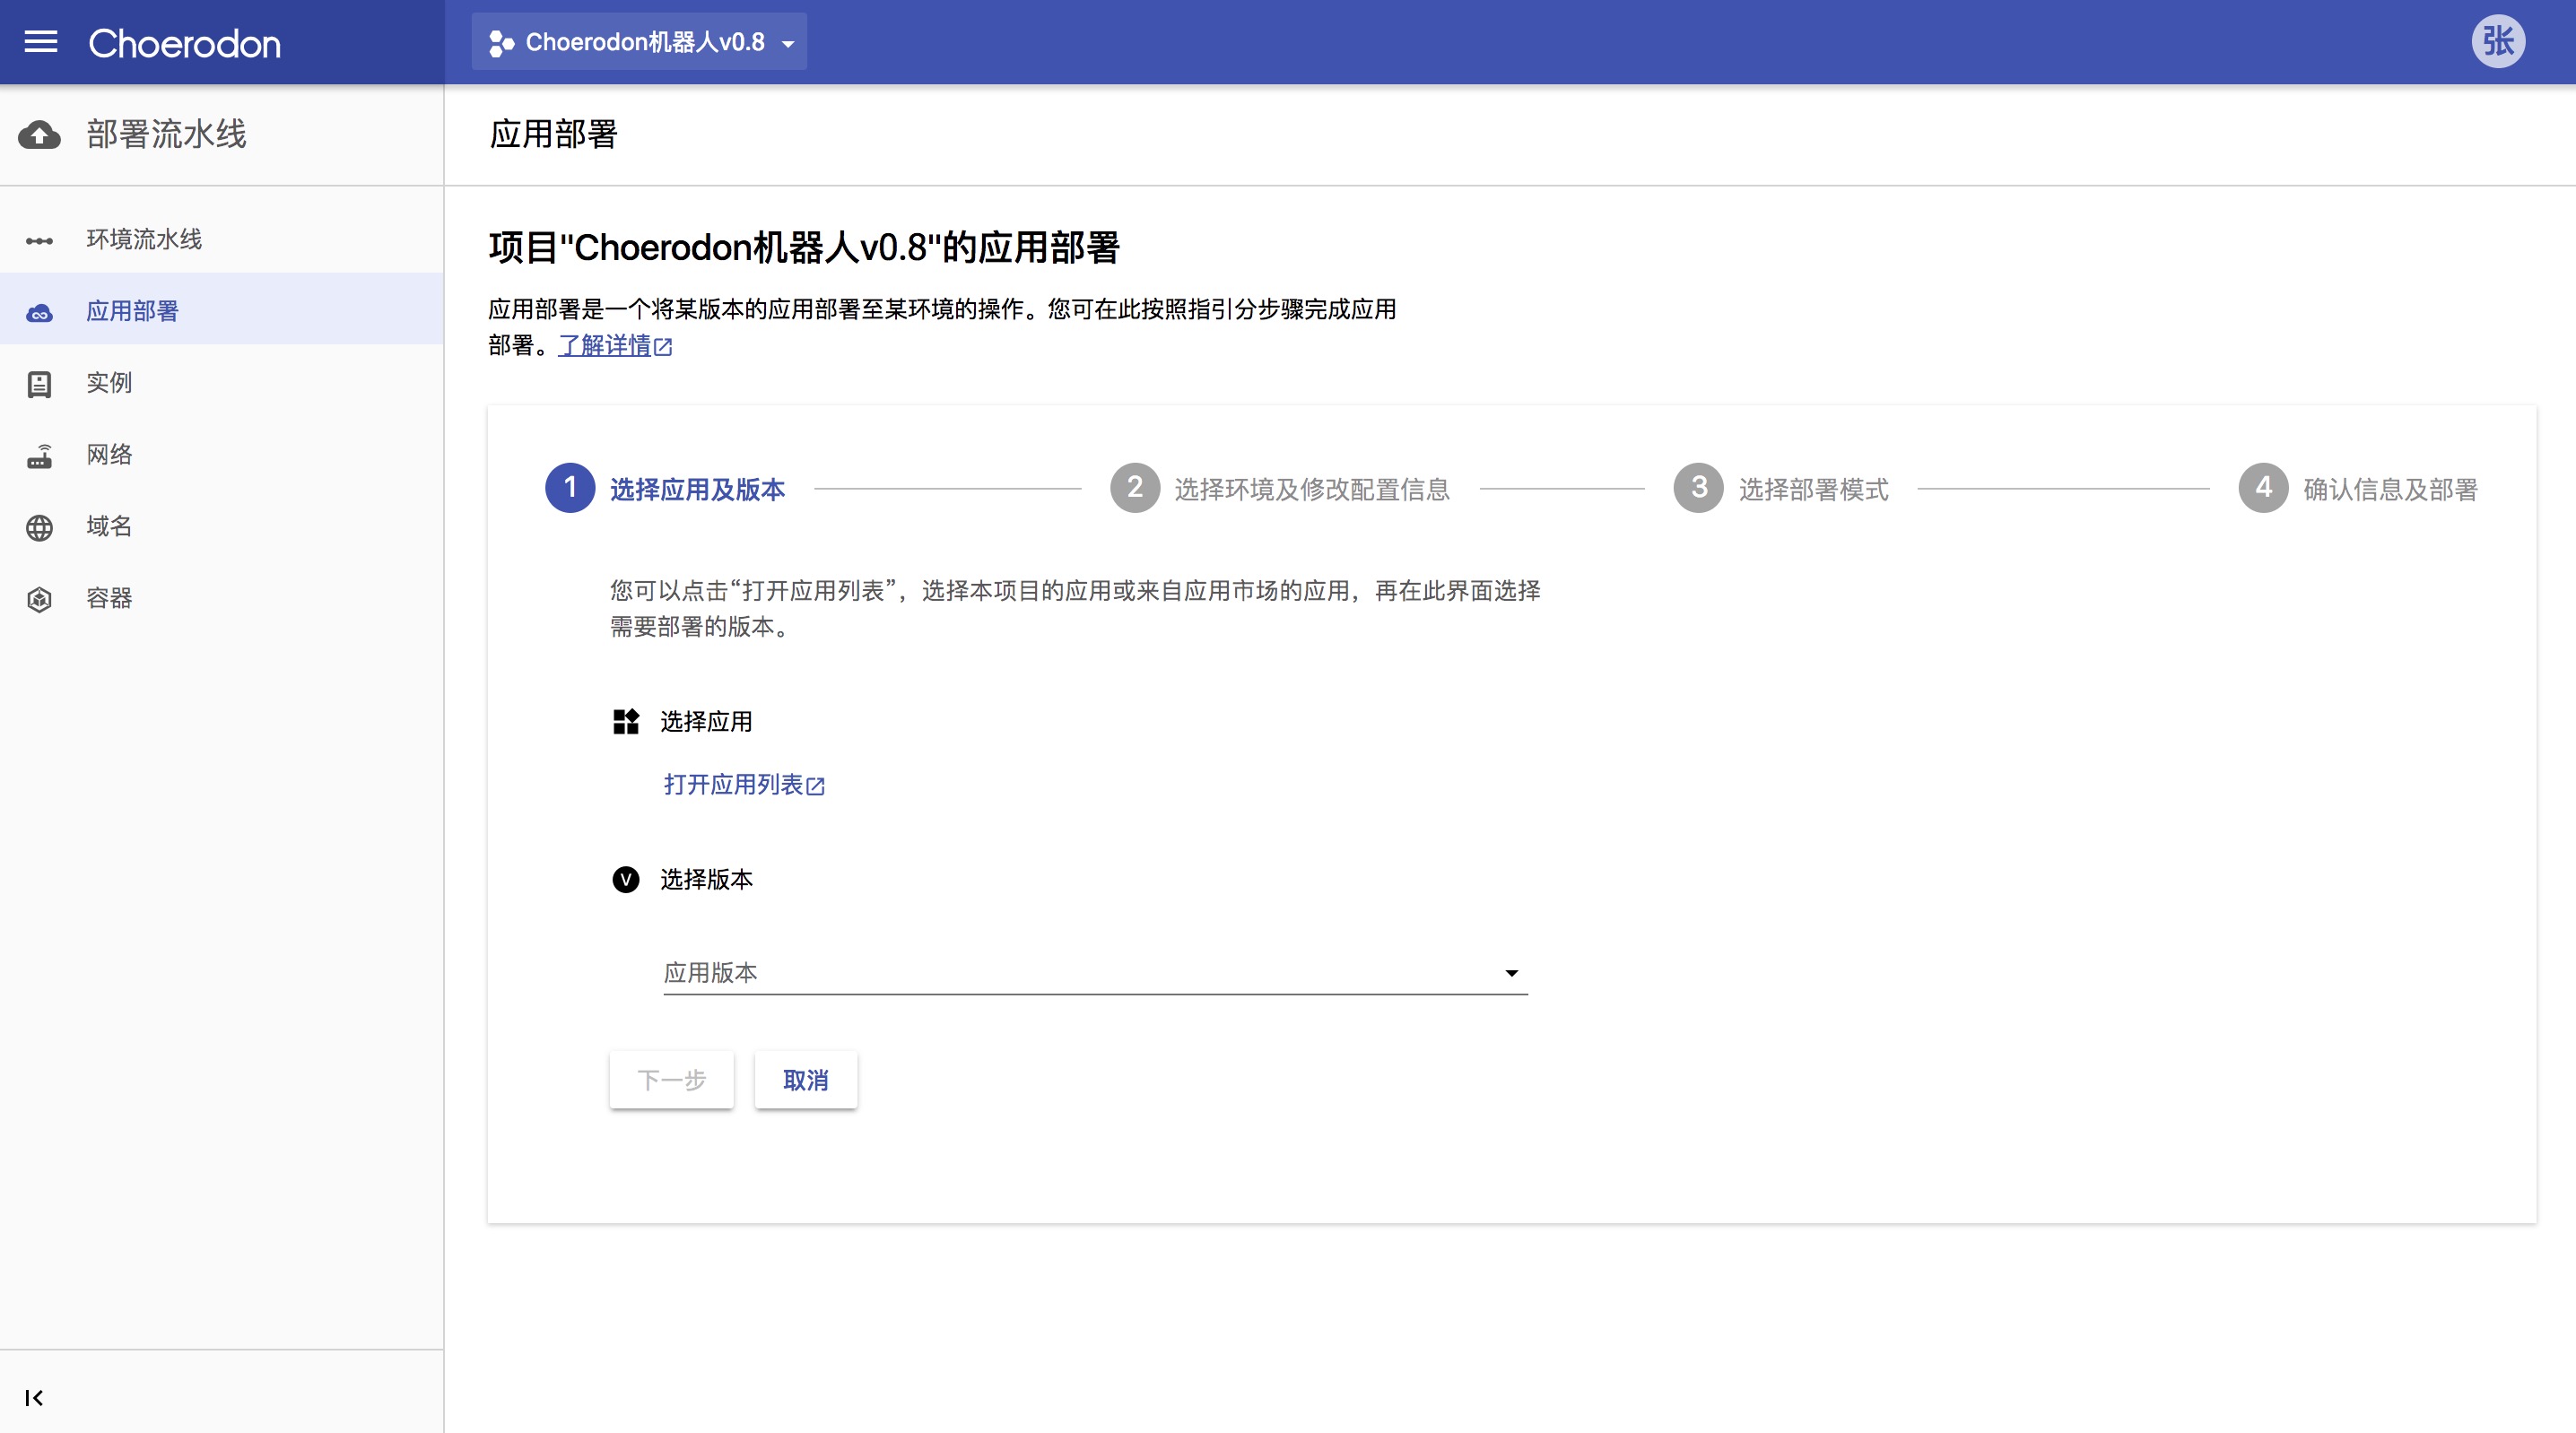 Choerodon
Choerodon机器人v0.8
张
部署流水线
应用部署
环境流水线
应用部署
实例
网络
域名
容器
项目"Choerodon机器人v0.8"的应用部署
应用部署是一个将某版本的应用部署至某环境的操作。您可在此按照指引分步骤完成应用
部署。了解详情
1 选择应用及版本
2 选择环境及修改配置信息
3 选择部署模式
4 确认信息及部署
您可以点击“打开应用列表”，选择本项目的应用或来自应用市场的应用，再在此界面选择
需要部署的版本。
选择应用
打开应用列表
V 选择版本
应用版本
下一步
取消